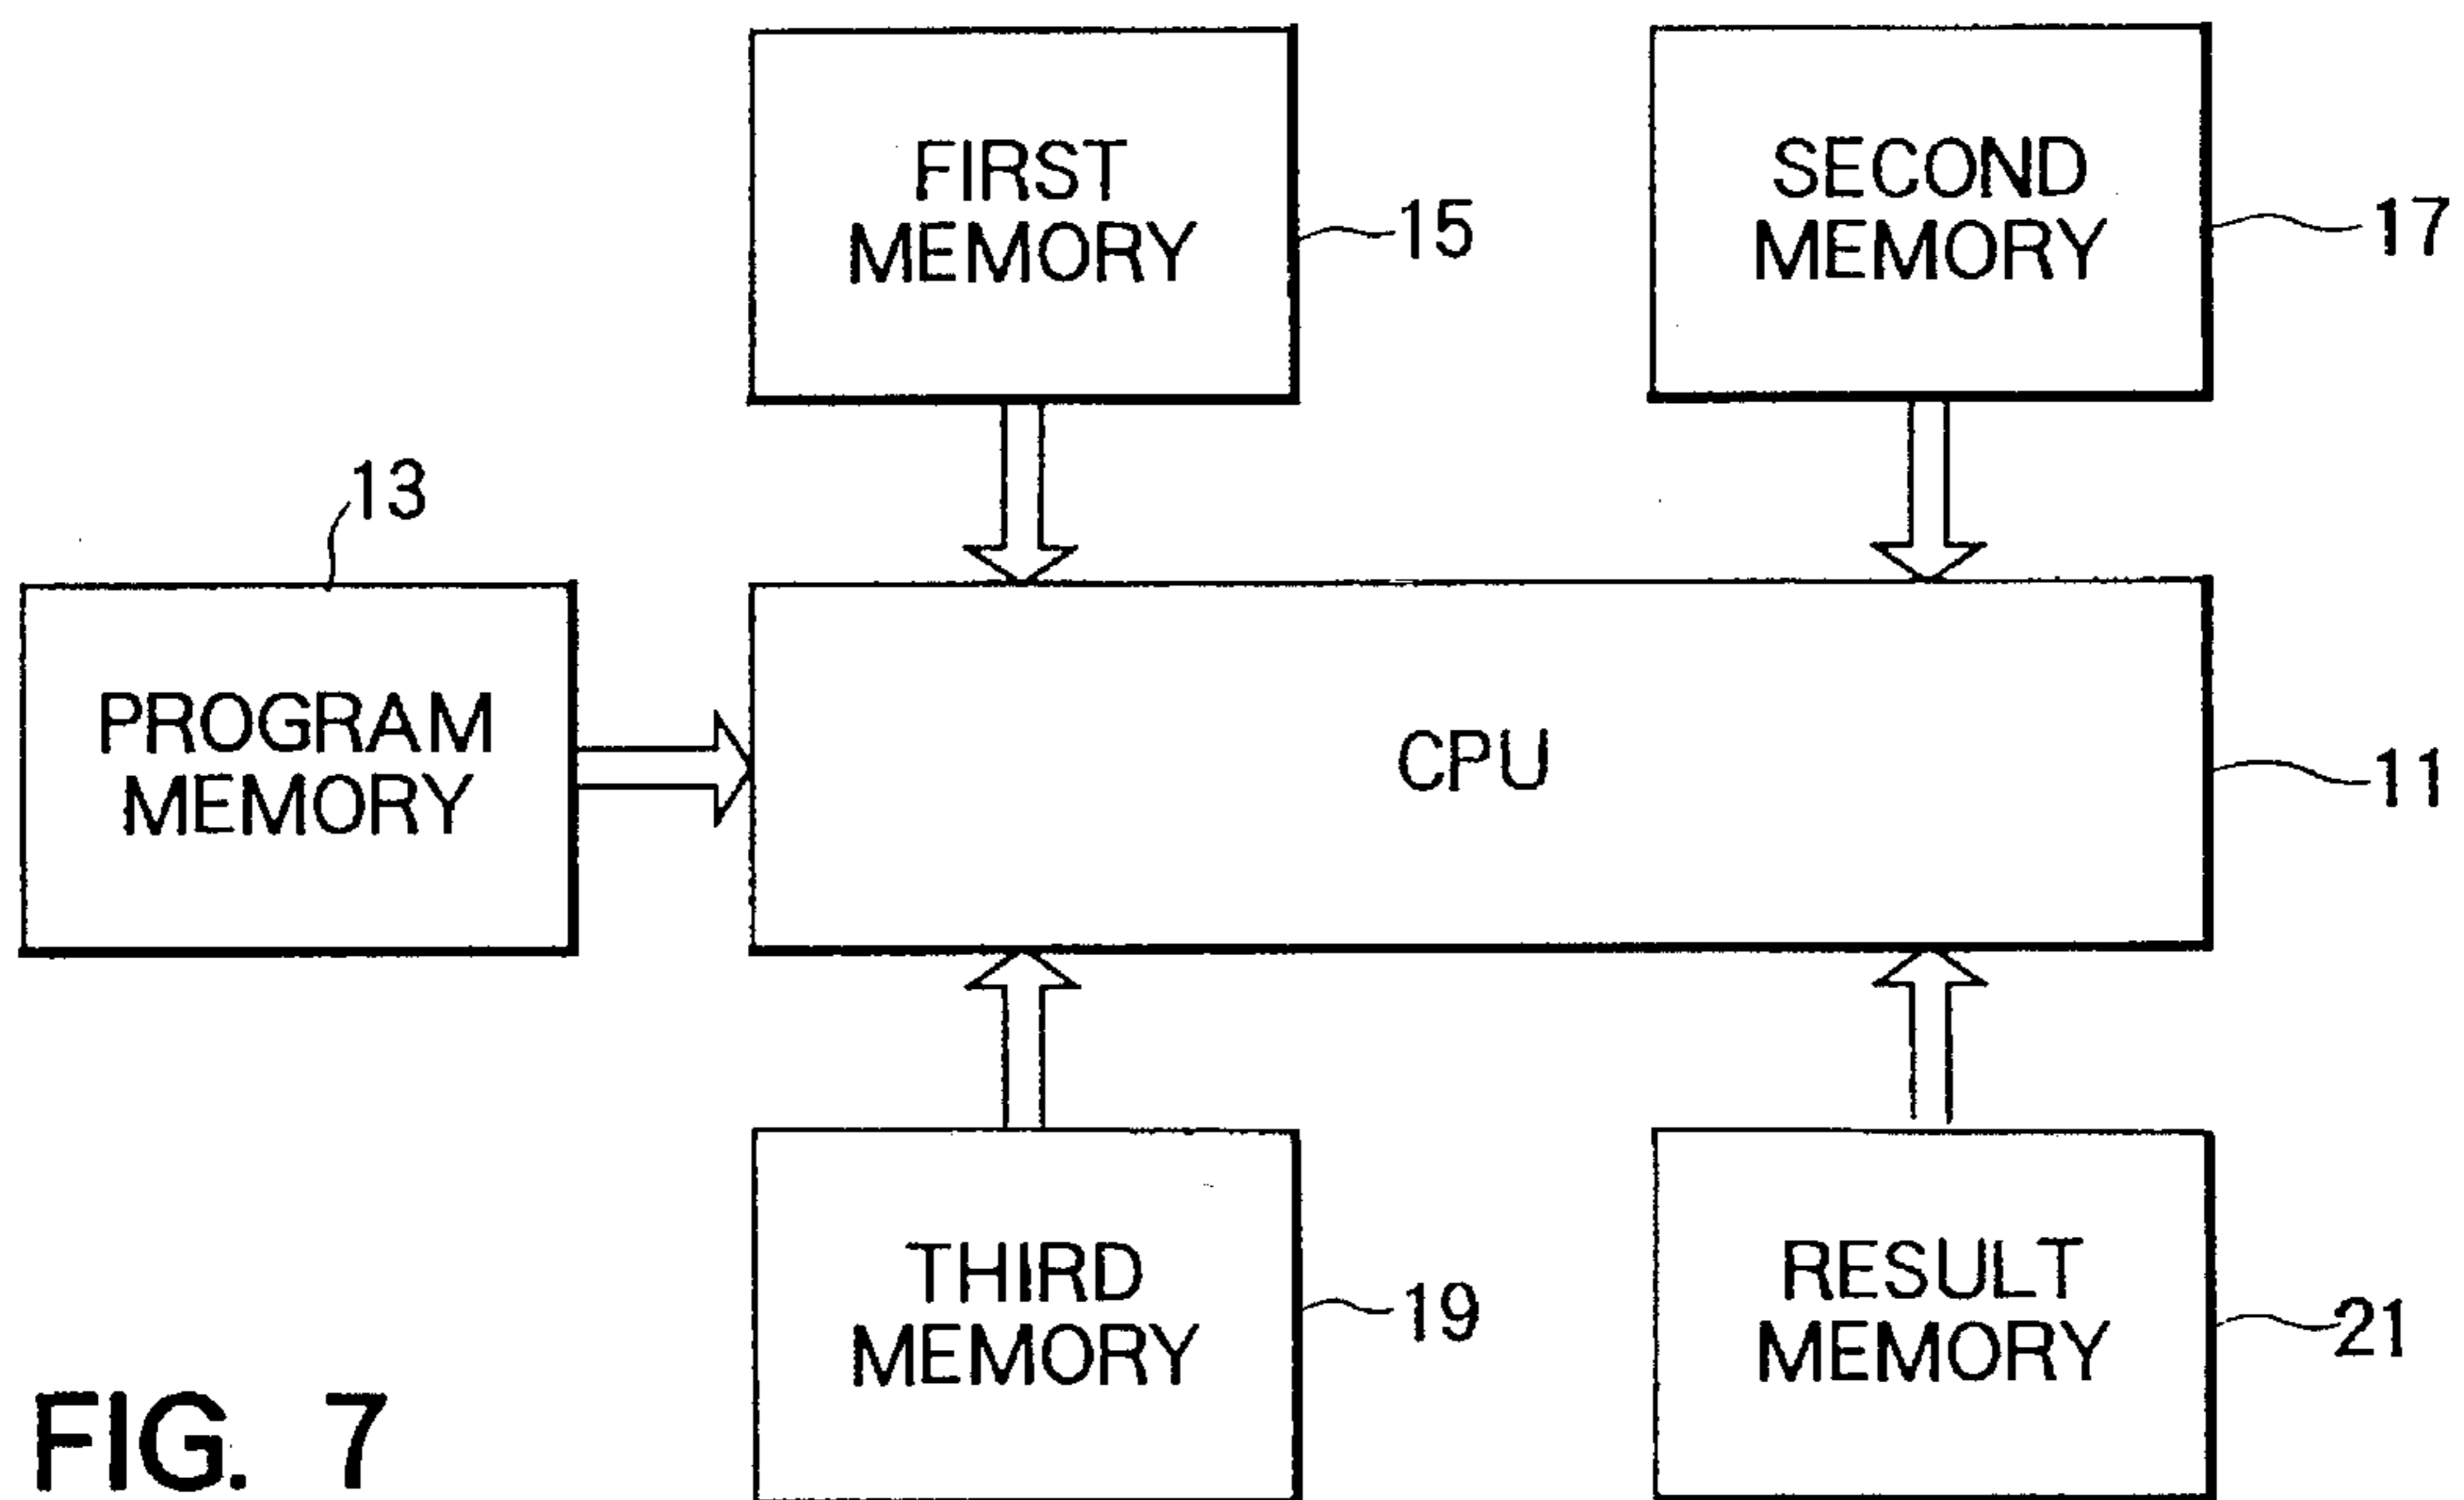 FIRST
MEMORY
15
SECOND
MEMORY
17
13
PROGRAM
MEMORY
CPU
11
THIRD
MEMORY
19
RESULT
MEMORY
21
FIG. 7